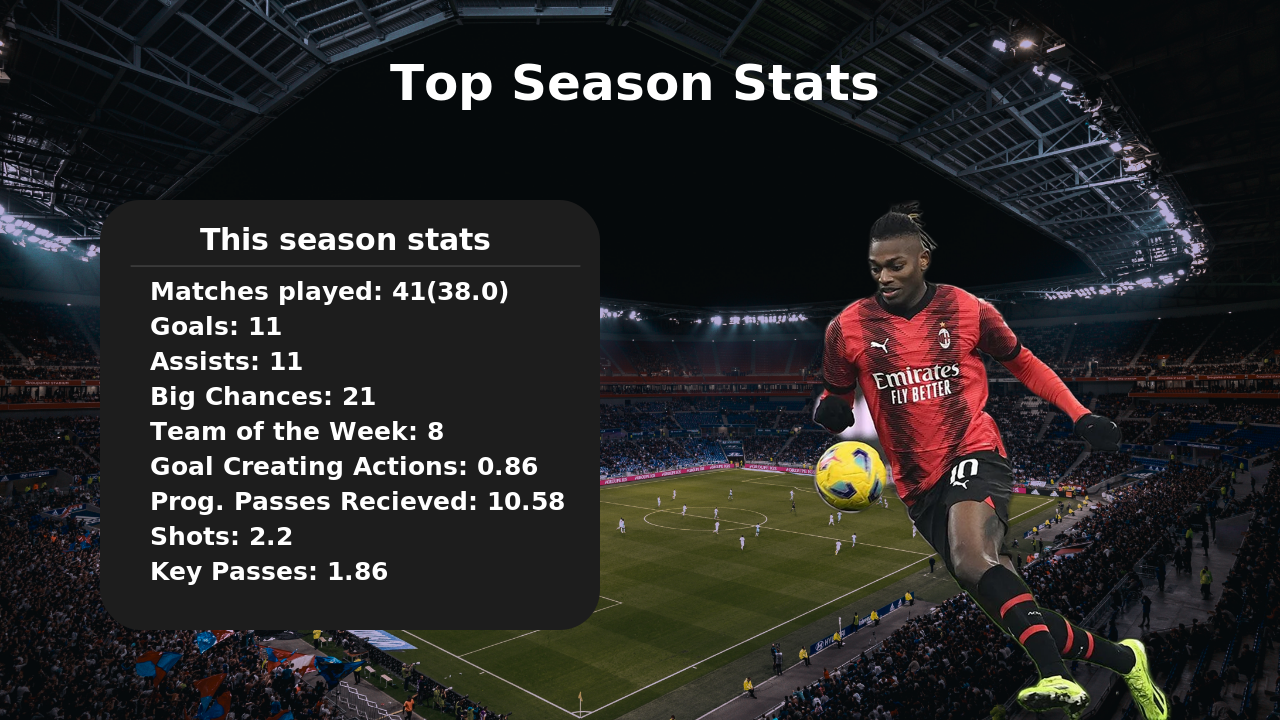 Top Season Stats
This season stats
Matches played: 41(38.0)
Goals: 11
Assists: 11
Big Chances: 21
Team of the Week: 8
Goal Creating Actions: 0.86
Prog. Passes Recieved: 10.58
Shots: 2.2
Key Passes: 1.86
Emirates
FLY BETTER
10